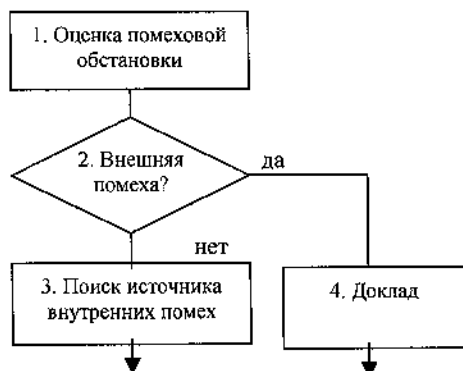 1. Оценка помеховой
обстановки
2. Внешняя
помеха?
да
нет
3. Поиск источника
внутренних помех
4. Доклад